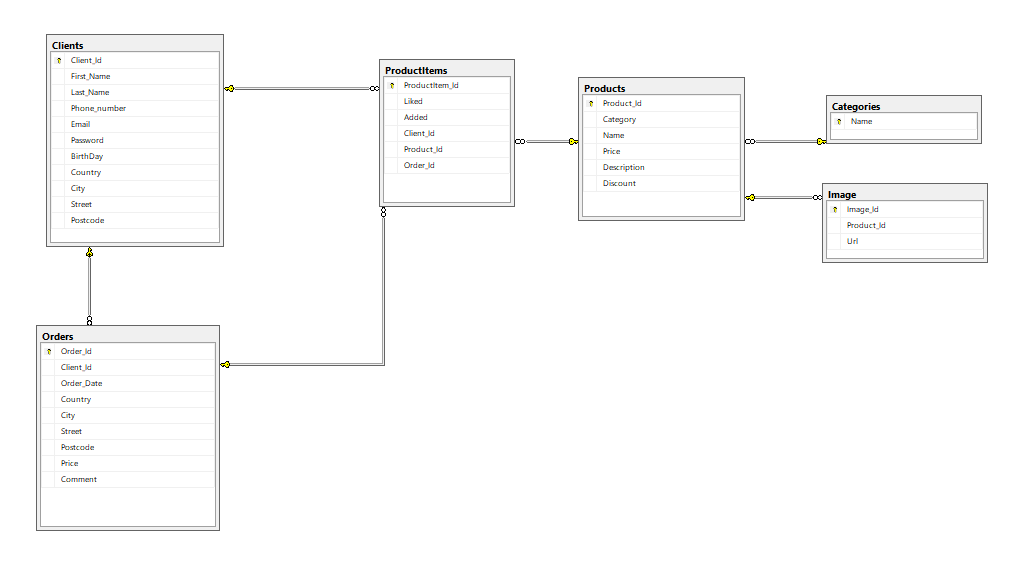 Clients
Client_Id
First_Name
Last_Name
Phone_number
Email
Password
BirthDay
Country
City
Street
Postcode
ProductItems
ProductItem_Id
Liked
Added
Client_Id
Product_Id
Order_Id
Products
Product_Id
Category
Name
Price
Description
Discount
Categories
Name
Image
Image_Id
Product_Id
Url
Orders
Order_Id
Client_Id
Order_Date
Country
City
Street
Postcode
Price
Comment